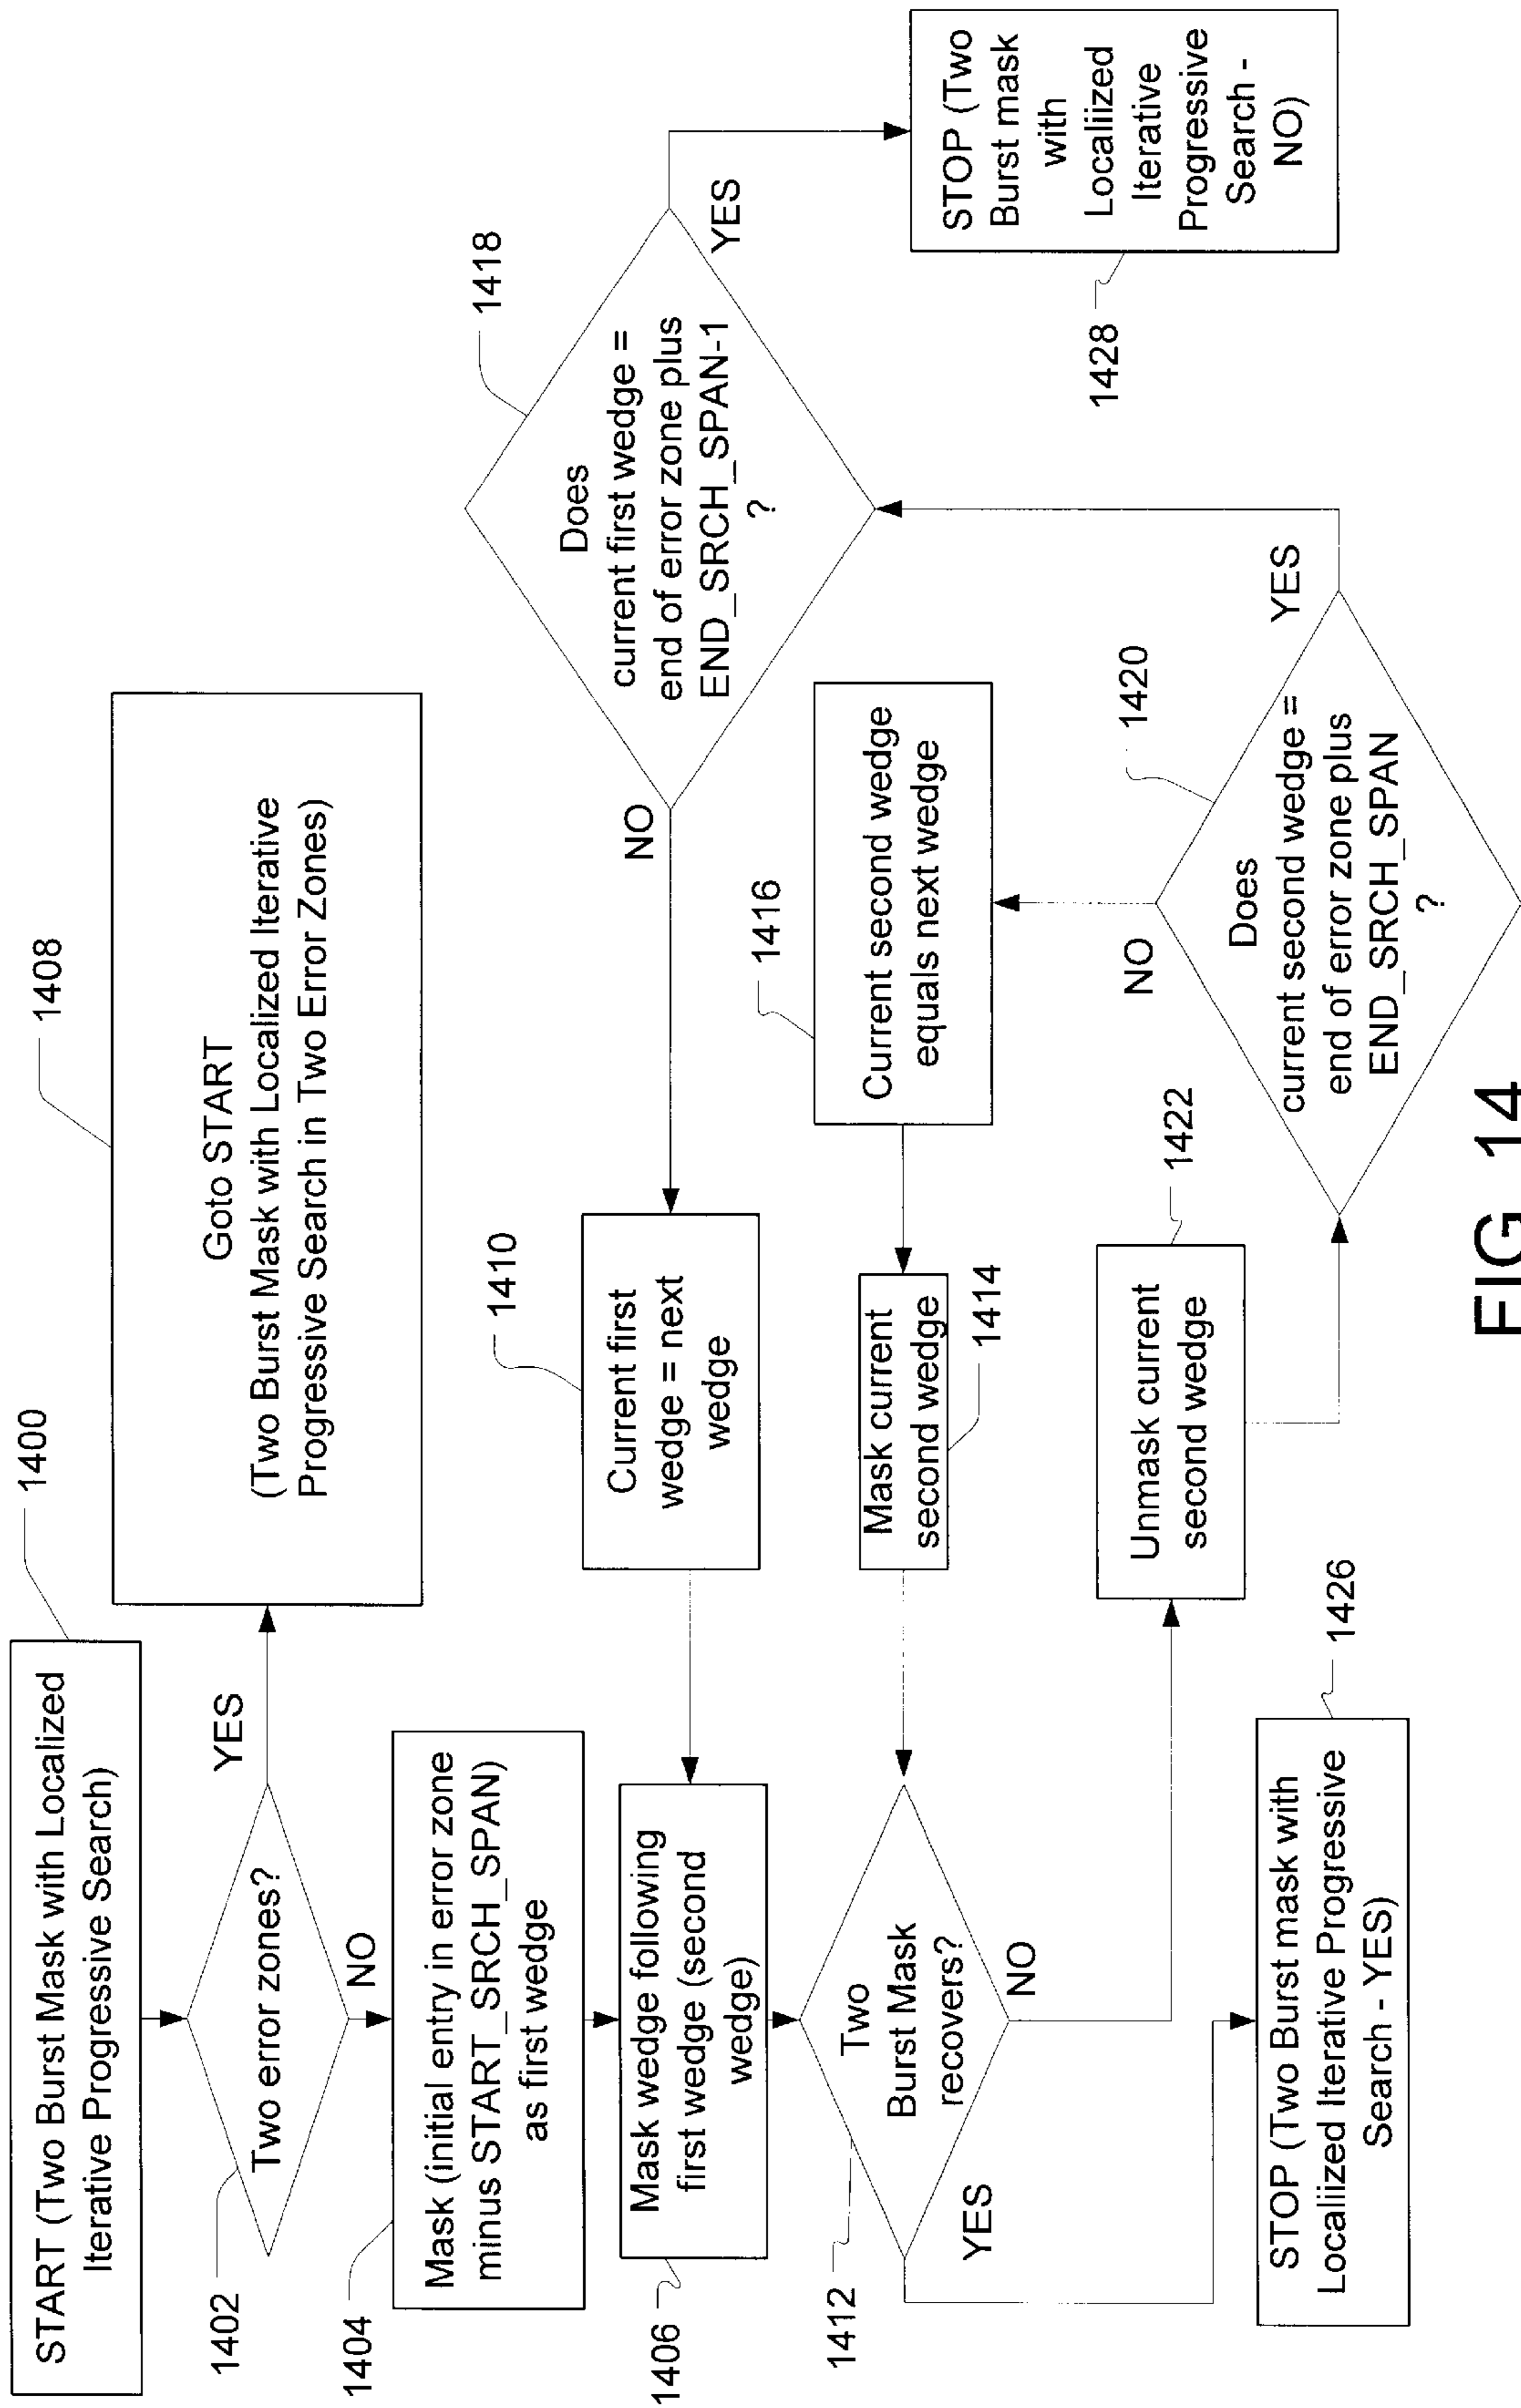 1400
START (Two Burst Mask with Localized
Iterative Progressive Search)
1402
Two error zones?
YES
NO
1408
Goto START
(Two Burst Mask with Localized Iterative
Progressive Search in Two Error Zones)
1404
Mask (initial entry in error zone
minus START_SRCH_SPAN)
as first wedge
1406
Mask wedge following
first wedge (second
wedge)
1410
Current first
wedge = next
wedge
NO
1418
Does
current first wedge =
end of error zone plus
END_SRCH_SPAN-1
?
YES
1412
Two
Burst Mask
recovers?
YES
NO
Mask current
second wedge
1414
1416
Current second wedge
equals next wedge
1422
Unmask current
second wedge
NO
1420
Does
current second wedge =
end of error zone plus
END_SRCH_SPAN
?
YES
1426
STOP (Two Burst mask with
Localiized Iterative Progressive
Search - YES)
1428
STOP (Two
Burst mask
with
Localiized
Iterative
Progressive
Search -
NO)
FIG. 14